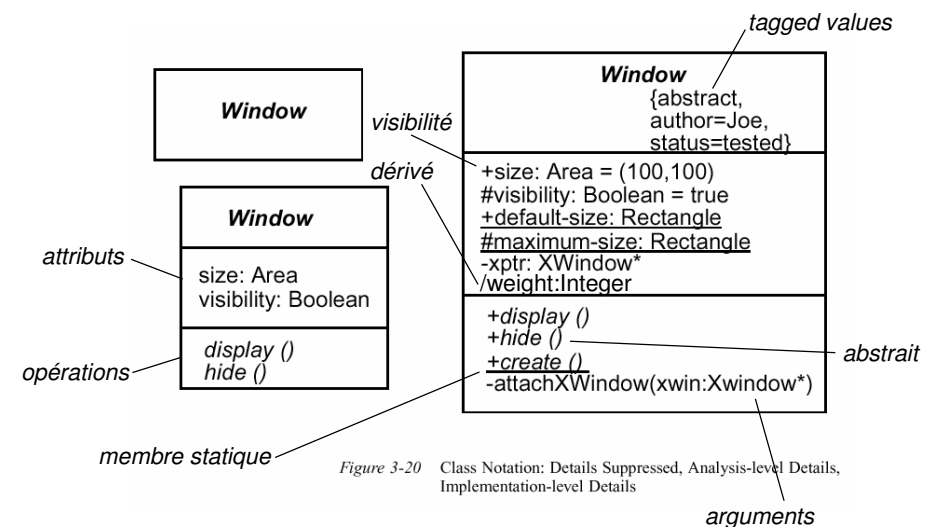 tagged values
Window
{abstract,
author=Joe,
status=tested}
Window
visibilité
dérivé
+size: Area = (100,100)
#visibility: Boolean = true
+default-size: Rectangle
#maximum-size: Rectangle
-xptr: XWindow*
/weight:Integer
Window
attributs
size: Area
visibility: Boolean
+display ()
+hide ()
+create ()
-attachXWindow(xwin:Xwindow*)
abstrait
display ()
hide ()
opérations
membre statique
Figure 3-20 Class Notation: Details Suppressed, Analysis-level Details,
Implementation-level Details
arguments